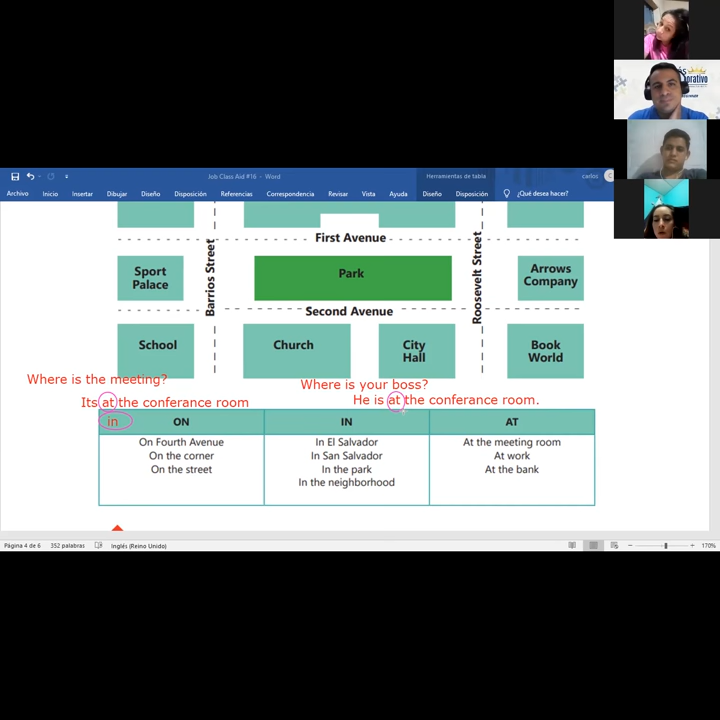 és
orativo
Job Class Aid #16 - Word
Herramientas de tabla
carlos
C
Archivo Inicio Insertar Dibujar Diseño Disposición Referencias Correspondencia Revisar Vista Ayuda Diseño Disposición ¿Qué desea hacer?
First Avenue
Barrios Street
Roosevelt Street
Sport
Palace
Park
Arrows
Company
Second Avenue
School
Church
City
Hall
Book
World
Where is the meeting?
Its at the conferance room
in
Where is your boss?
He is at the conferance room.
ON IN AT
On Fourth Avenue In El Salvador At the meeting room
On the corner In San Salvador At work
On the street In the park At the bank
In the neighborhood
Página 4 de 6 352 palabras Inglés (Reino Unido) 170%